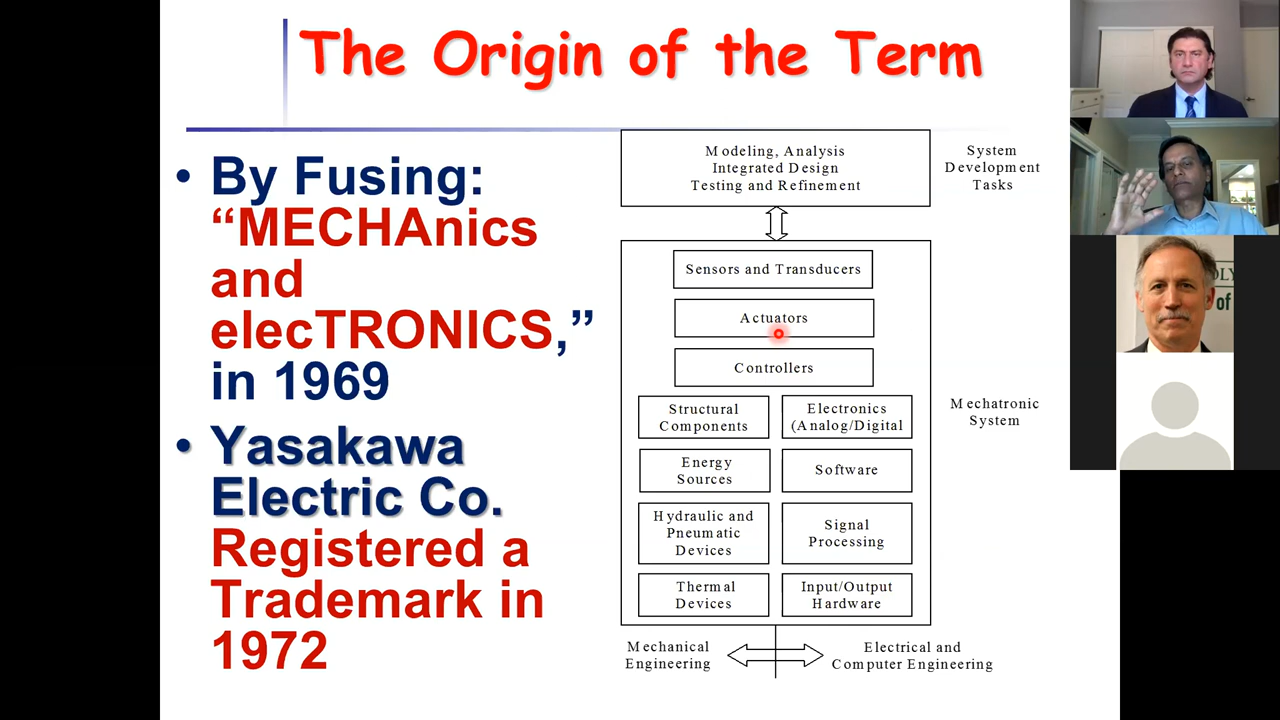 The Origin of the Term
• By Fusing:
“MECHAnics
and
elecTRONICS,”
in 1969
• Yasakawa
Electric Co.
Registered a
Trademark in
1972
Modeling, Analysis
Integrated Design
Testing and Refinement
System
Development
Tasks
Sensors and Transducers
Actuators
Controllers
Structural
Components
Electronics
(Analog/Digital
Energy
Sources
Software
Hydraulic and
Pneumatic
Devices
Signal
Processing
Thermal
Devices
Input/Output
Hardware
Mechatronic
System
Mechanical
Engineering
Electrical and
Computer Engineering
of